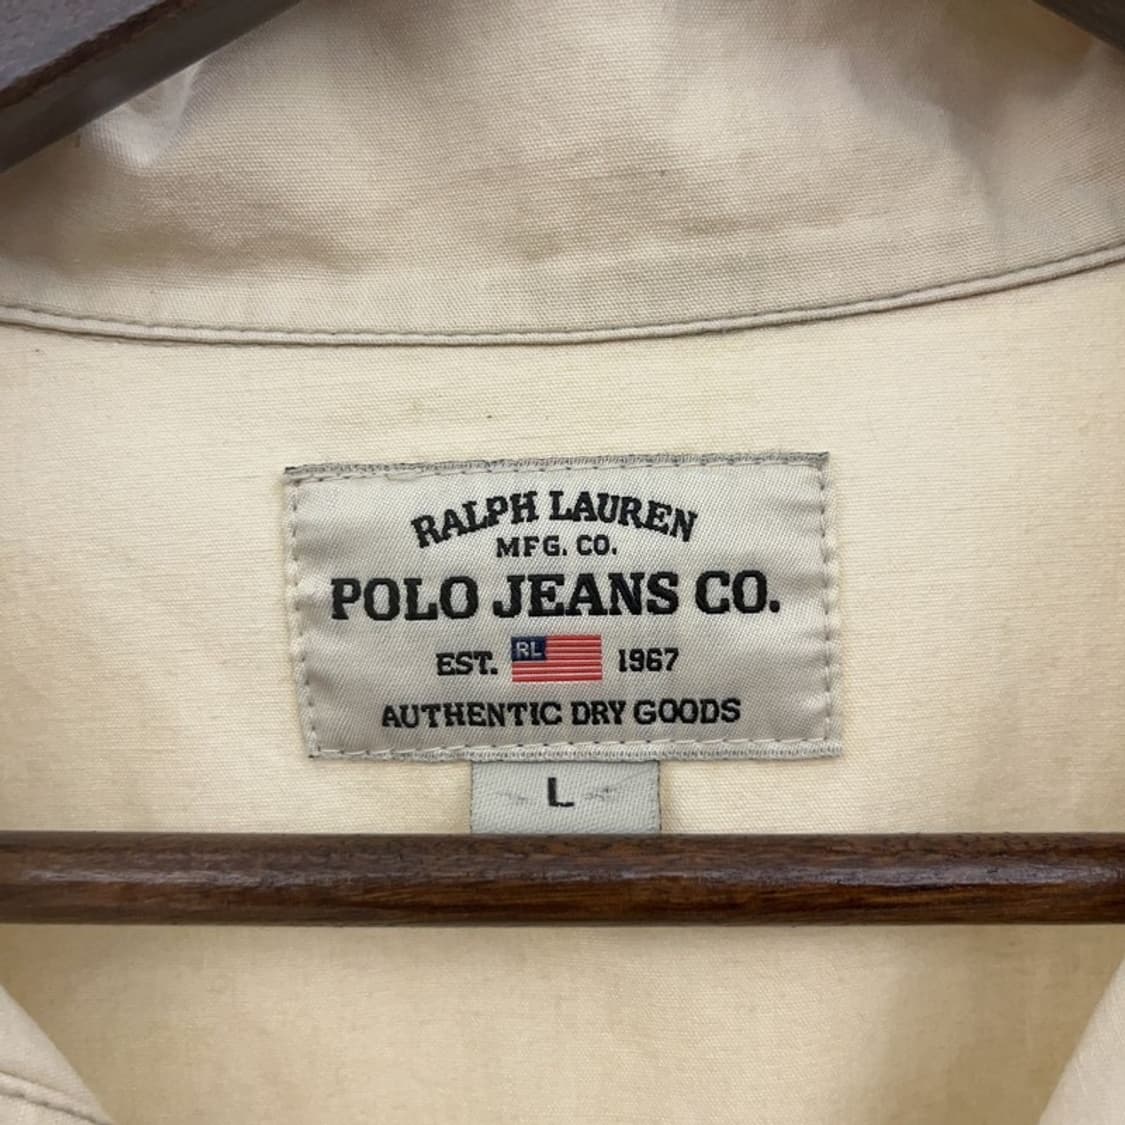 RALPH LAUREN
MFG. CO.
POLO JEANS CO.
EST. RL 1967
AUTHENTIC DRY GOODS
L